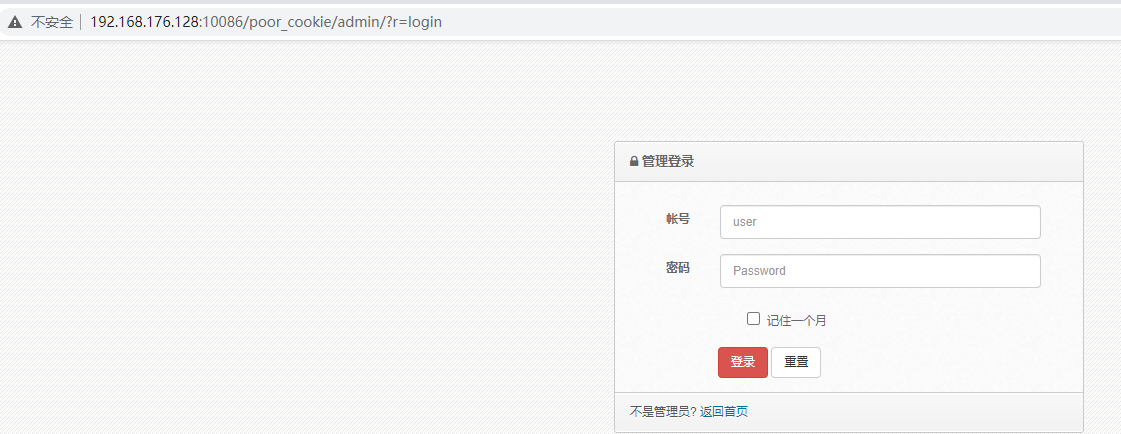 不安全 | 192.168.176.128:10086/poor_cookie/admin/?r=login
管理登录
帐号 user
密码 Password
记住一个月
登录 重置
不是管理员? 返回首页